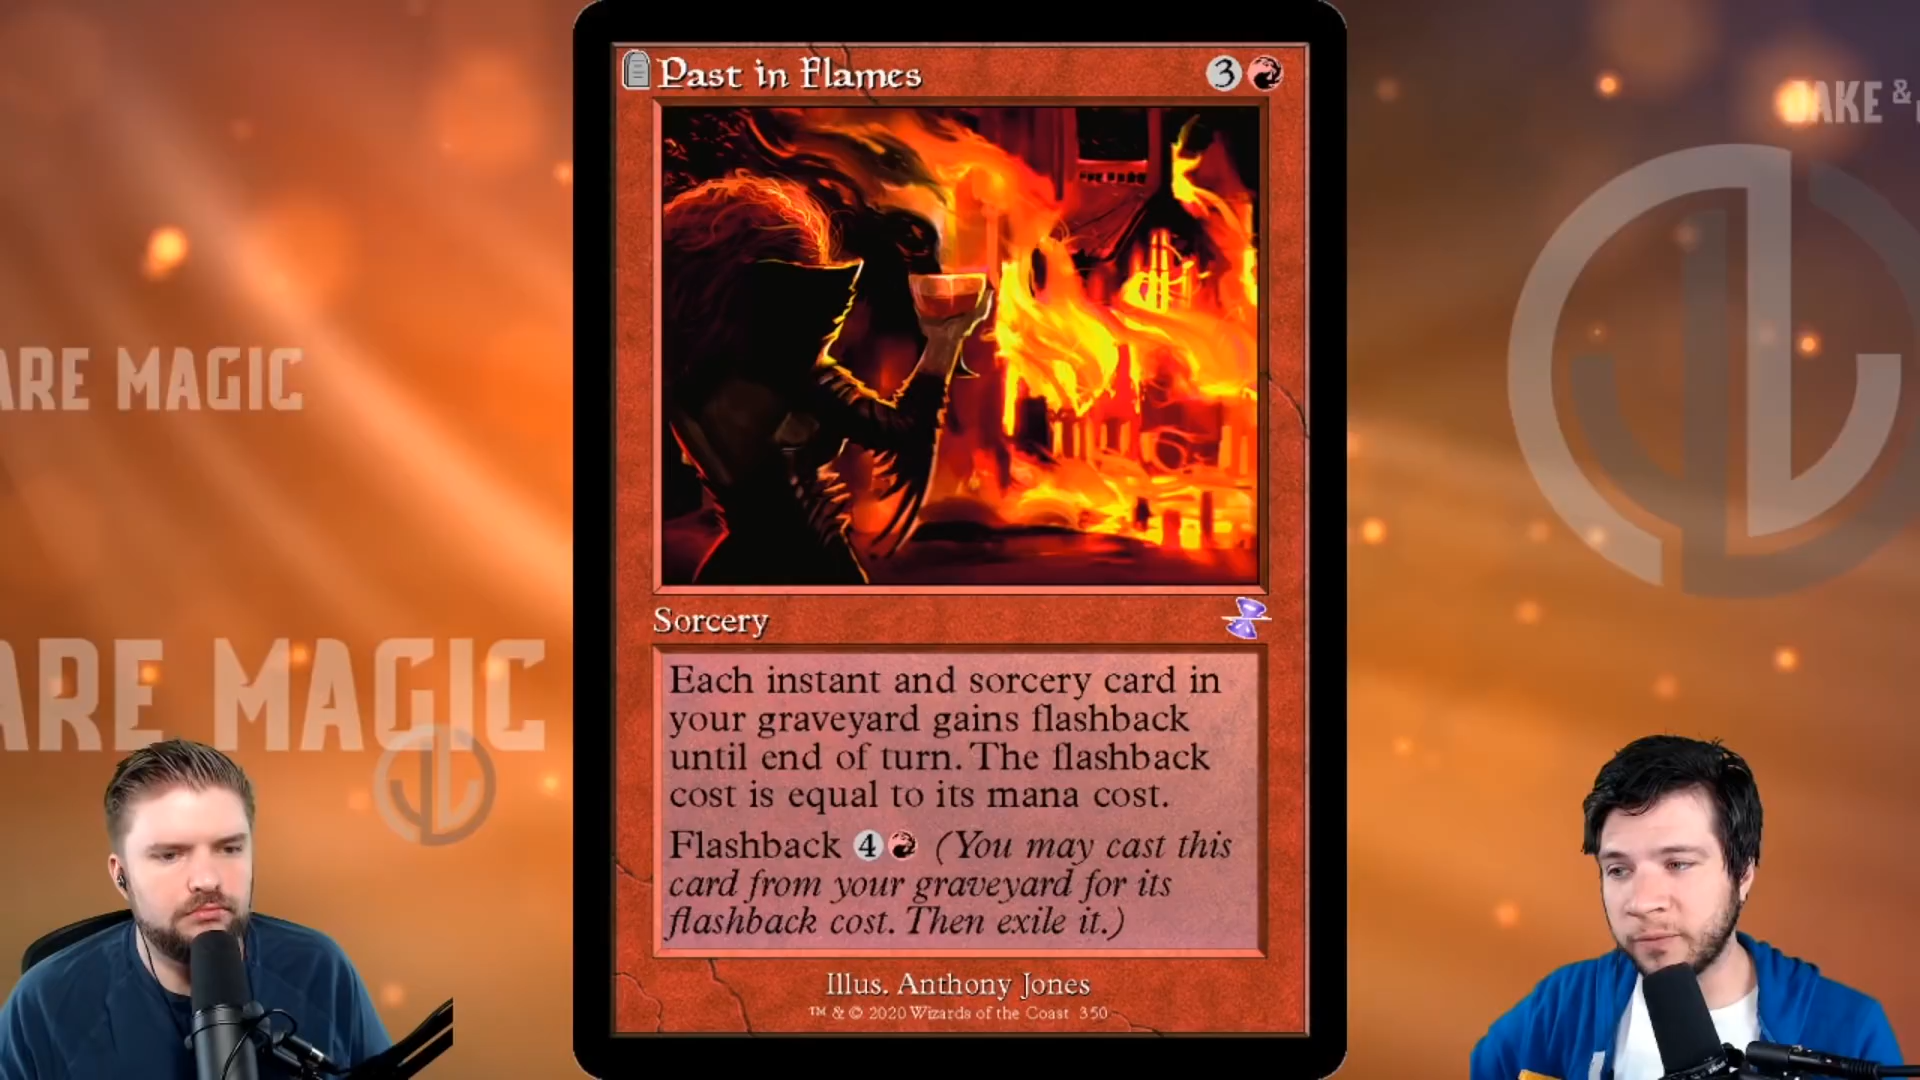 Past in Flames 3
JAKE &
ARE MAGIC
ARE MAGIC
Sorcery
Each instant and sorcery card in
your graveyard gains flashback
until end of turn. The flashback
cost is equal to its mana cost.
Flashback 4 (You may cast this
card from your graveyard for its
flashback cost. Then exile it.)
Illus. Anthony Jones
™ & © 2020 Wizards of the Coast 350